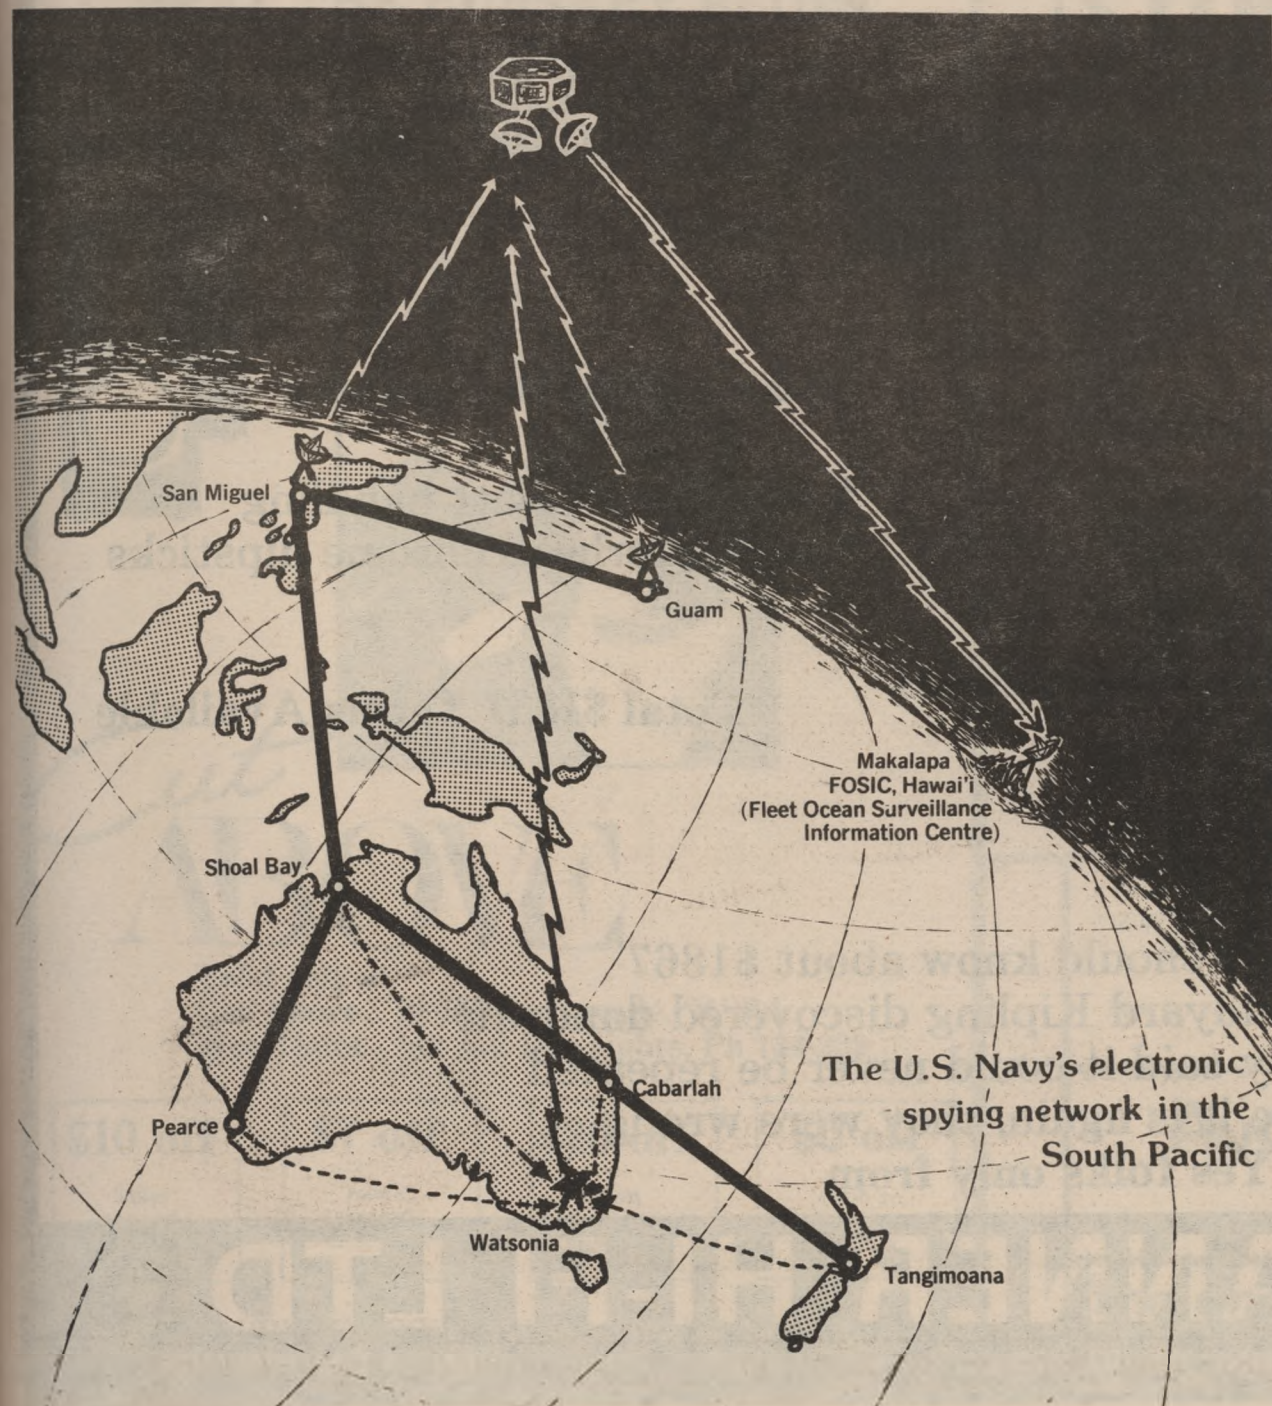 San Miguel
Guam
Makalapa
FOSIC, Hawai'i
(Fleet Ocean Surveillance
Information Centre)
Shoal Bay
The U.S. Navy's electronic
spying network in the
South Pacific
Cabarlah
Pearce
Watsonia
Tangimoana